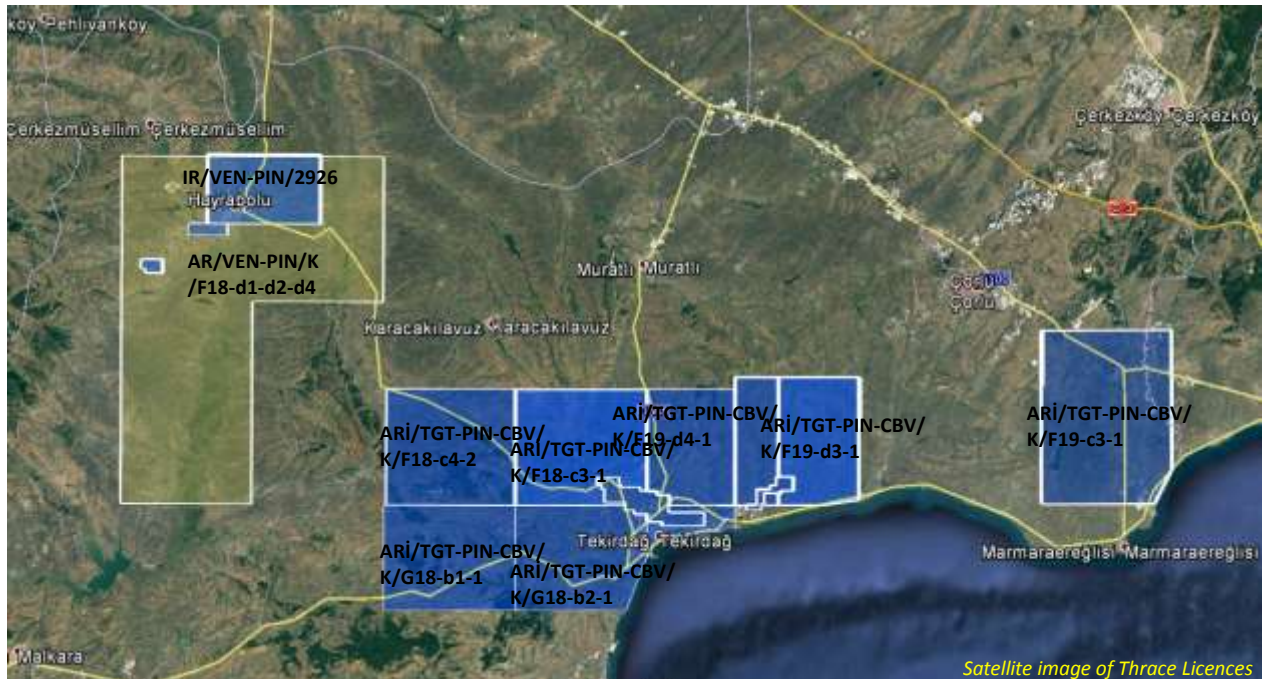 köy Pehlivanköy
Çerkezmüsellim Çerkezmüsellim
IR/VEN-PIN/2926
Hayrabolu
AR/VEN-PIN/K
/F18-d1-d2-d4
Çerkezköy Çerkezköy
Muratlı Muratlı
Çorlu
Çorlu
Karacakılavuz Karacakılavuz
ARİ/TGT-PIN-CBV/
K/F18-c4-2
ARİ/TGT-PIN-CBV/
K/F18-c3-1
ARİ/TGT-PIN-CBV/
K/F19-d4-1
ARİ/TGT-PIN-CBV/
K/F19-d3-1
ARİ/TGT-PIN-CBV/
K/F19-c3-1
ARİ/TGT-PIN-CBV/
K/G18-b1-1
ARİ/TGT-PIN-CBV/
K/G18-b2-1
Tekirdağ Tekirdağ
Marmaraereğlisi Marmaraereğlisi
Malkara
Satellite image of Thrace Licences